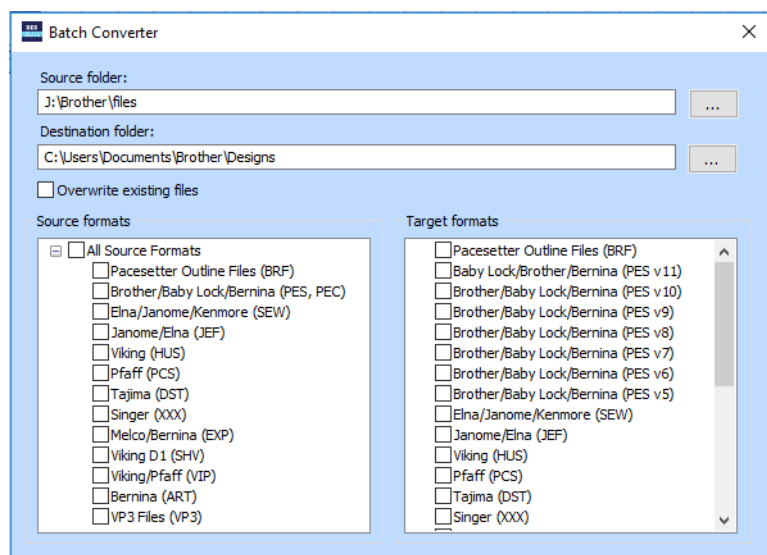 Batch Converter
Source folder:
J:\Brother\files
...
Destination folder:
C:\Users\Documents\Brother\Designs
...
Overwrite existing files
Source formats
All Source Formats
Pacesetter Outline Files (BRF)
Brother/Baby Lock/Bernina (PES, PEC)
Elna/Janome/Kenmore (SEW)
Janome/Elna (JEF)
Viking (HUS)
Pfaff (PCS)
Tajima (DST)
Singer (XXX)
Melco/Bernina (EXP)
Viking D1 (SHV)
Viking/Pfaff (VIP)
Bernina (ART)
VP3 Files (VP3)
Target formats
Pacesetter Outline Files (BRF)
Baby Lock/Brother/Bernina (PES v11)
Brother/Baby Lock/Bernina (PES v10)
Brother/Baby Lock/Bernina (PES v9)
Brother/Baby Lock/Bernina (PES v8)
Brother/Baby Lock/Bernina (PES v7)
Brother/Baby Lock/Bernina (PES v6)
Brother/Baby Lock/Bernina (PES v5)
Elna/Janome/Kenmore (SEW)
Janome/Elna (JEF)
Viking (HUS)
Pfaff (PCS)
Tajima (DST)
Singer (XXX)